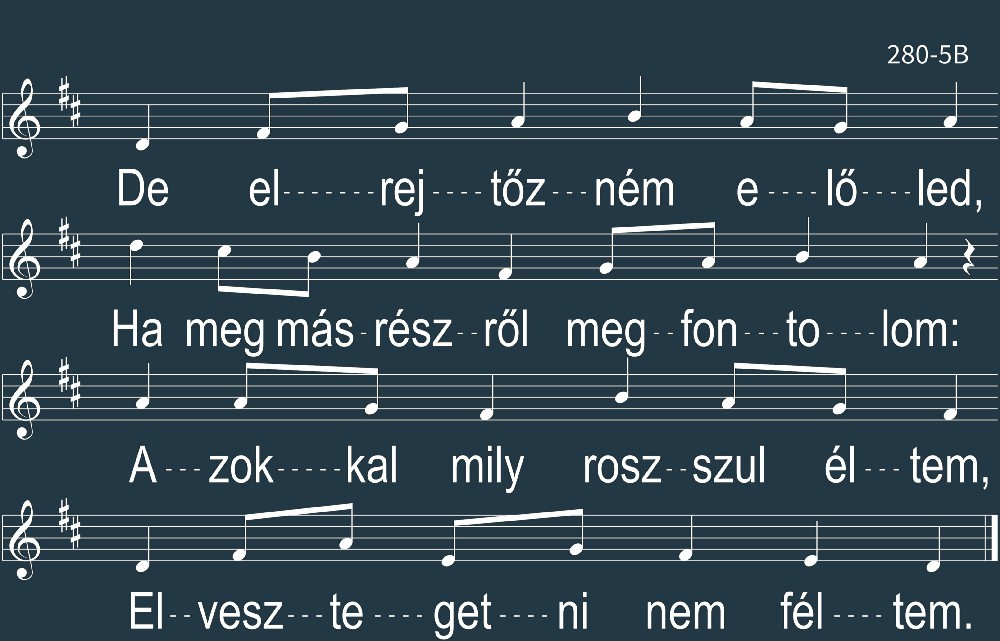 280-5B
De el-------rej----tőz---ném e----lő----led,
Ha meg más-rész--ről meg--fon---to----lom:
A---zok-----kal mily rosz--szul él---tem,
El--vesz---te----get----ni nem fél----tem.